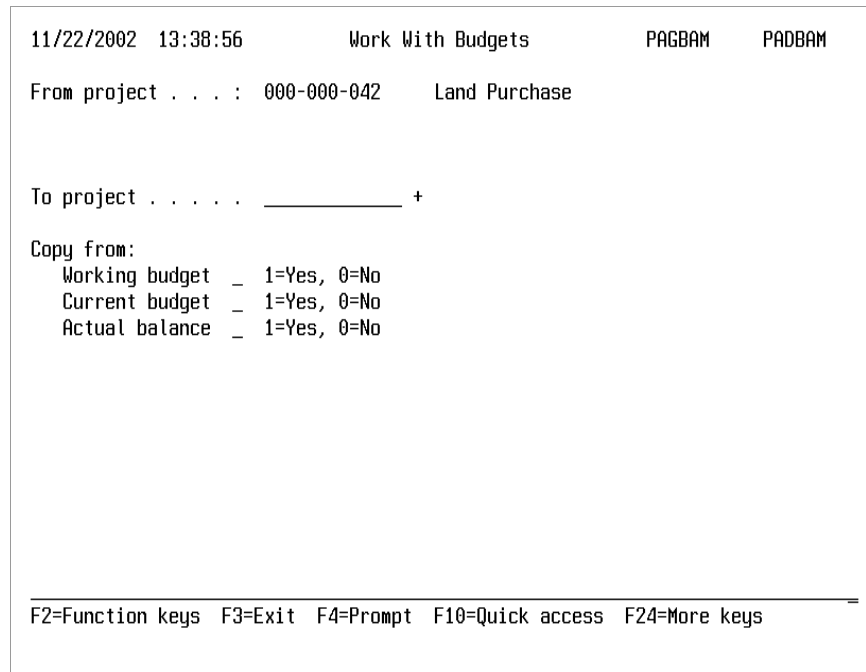 11/22/2002 13:38:56 Work With Budgets PAGBAM PADBAM
From project . . . : 000-000-042 Land Purchase
To project . . . . . _____________ +
Copy from:
Working budget _ 1=Yes, 0=No
Current budget _ 1=Yes, 0=No
Actual balance _ 1=Yes, 0=No
F2=Function keys F3=Exit F4=Prompt F10=Quick access F24=More keys